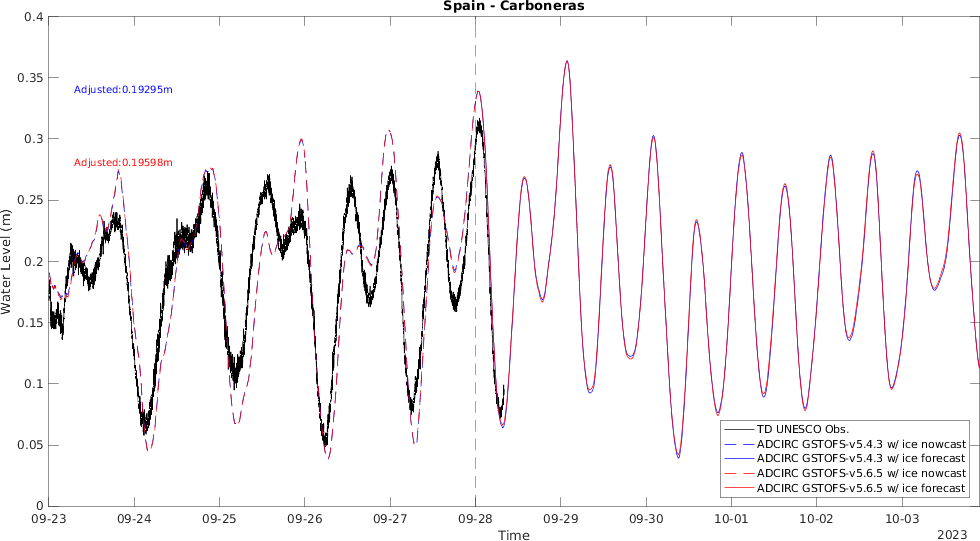 Spain - Carboneras
0.4
0.35
0.3
0.25
0.2
0.15
0.1
0.05
0
Water Level (m)
Adjusted:0.19295m
Adjusted:0.19598m
TD UNESCO Obs.
ADCIRC GSTOFS-v5.4.3 w/ ice nowcast
ADCIRC GSTOFS-v5.4.3 w/ ice forecast
ADCIRC GSTOFS-v5.6.5 w/ ice nowcast
ADCIRC GSTOFS-v5.6.5 w/ ice forecast
09-23 09-24 09-25 09-26 09-27 09-28 09-29 09-30 10-01 10-02 10-03
Time
2023